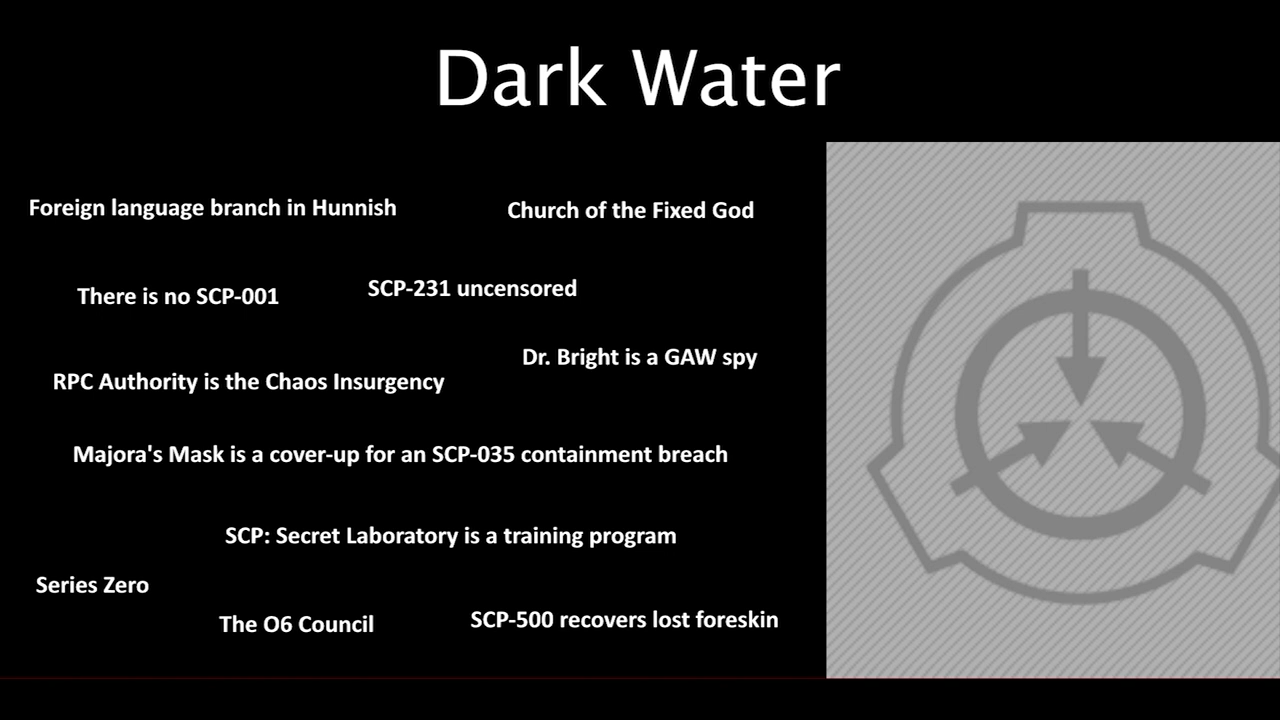 Dark Water
Foreign language branch in Hunnish
Church of the Fixed God
There is no SCP-001
SCP-231 uncensored
Dr. Bright is a GAW spy
RPC Authority is the Chaos Insurgency
Majora's Mask is a cover-up for an SCP-035 containment breach
SCP: Secret Laboratory is a training program
Series Zero
The O6 Council
SCP-500 recovers lost foreskin